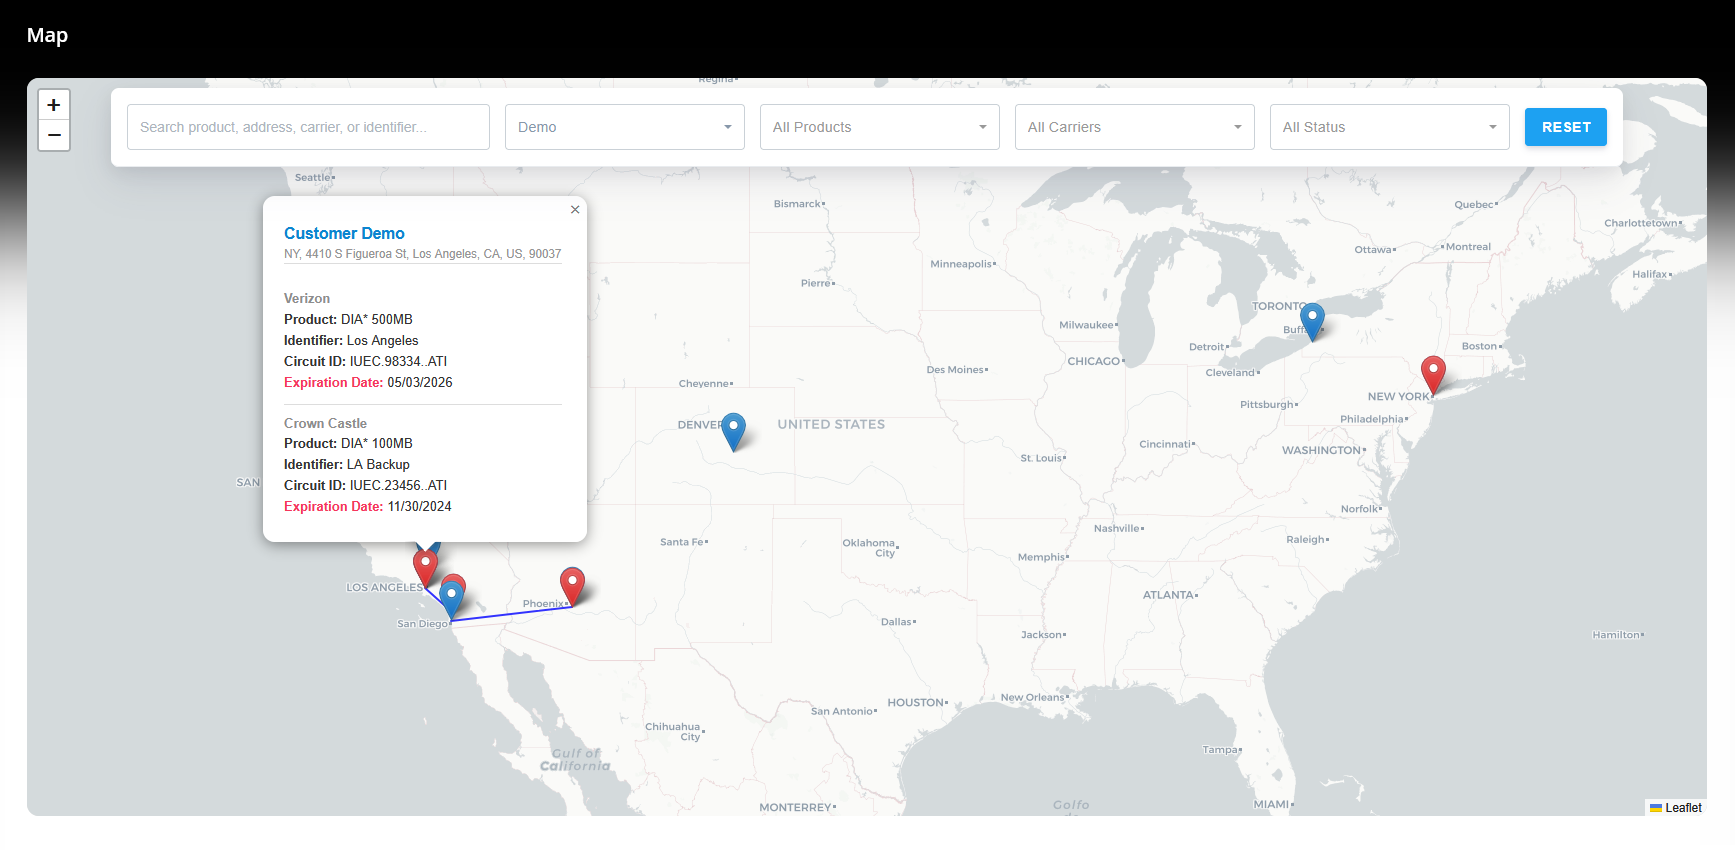 Map
Regina
+
−
Search product, address, carrier, or identifier...
Demo
All Products
All Carriers
All Status
RESET
Seattle
Bismarck
Quebec
Charlottetown
Ottawa
Montreal
Minneapolis
Halifax
Pierre
×
Customer Demo
NY, 4410 S Figueroa St, Los Angeles, CA, US, 90037
Verizon
Product: DIA* 500MB
Identifier: Los Angeles
Circuit ID: IUEC.98334..ATI
Expiration Date: 05/03/2026
Crown Castle
Product: DIA* 100MB
Identifier: LA Backup
Circuit ID: IUEC.23456..ATI
Expiration Date: 11/30/2024
TORONTO
Milwaukee
Detroit
Boston
CHICAGO
Des Moines
Cleveland
Cheyenne
NEW YORK
Pittsburgh
Philadelphia
DENVER
UNITED STATES
Cincinnati
WASHINGTON
St. Louis
SAN
Norfolk
Nashville
Raleigh
Santa Fe
Oklahoma
City
Memphis
LOS ANGELES
Phoenix
ATLANTA
San Diego
Dallas
Jackson
Hamilton
New Orleans
HOUSTON
San Antonio
Chihuahua
City
Gulf of
California
Tampa
MONTERREY
Golfo
MIAMI
Leaflet